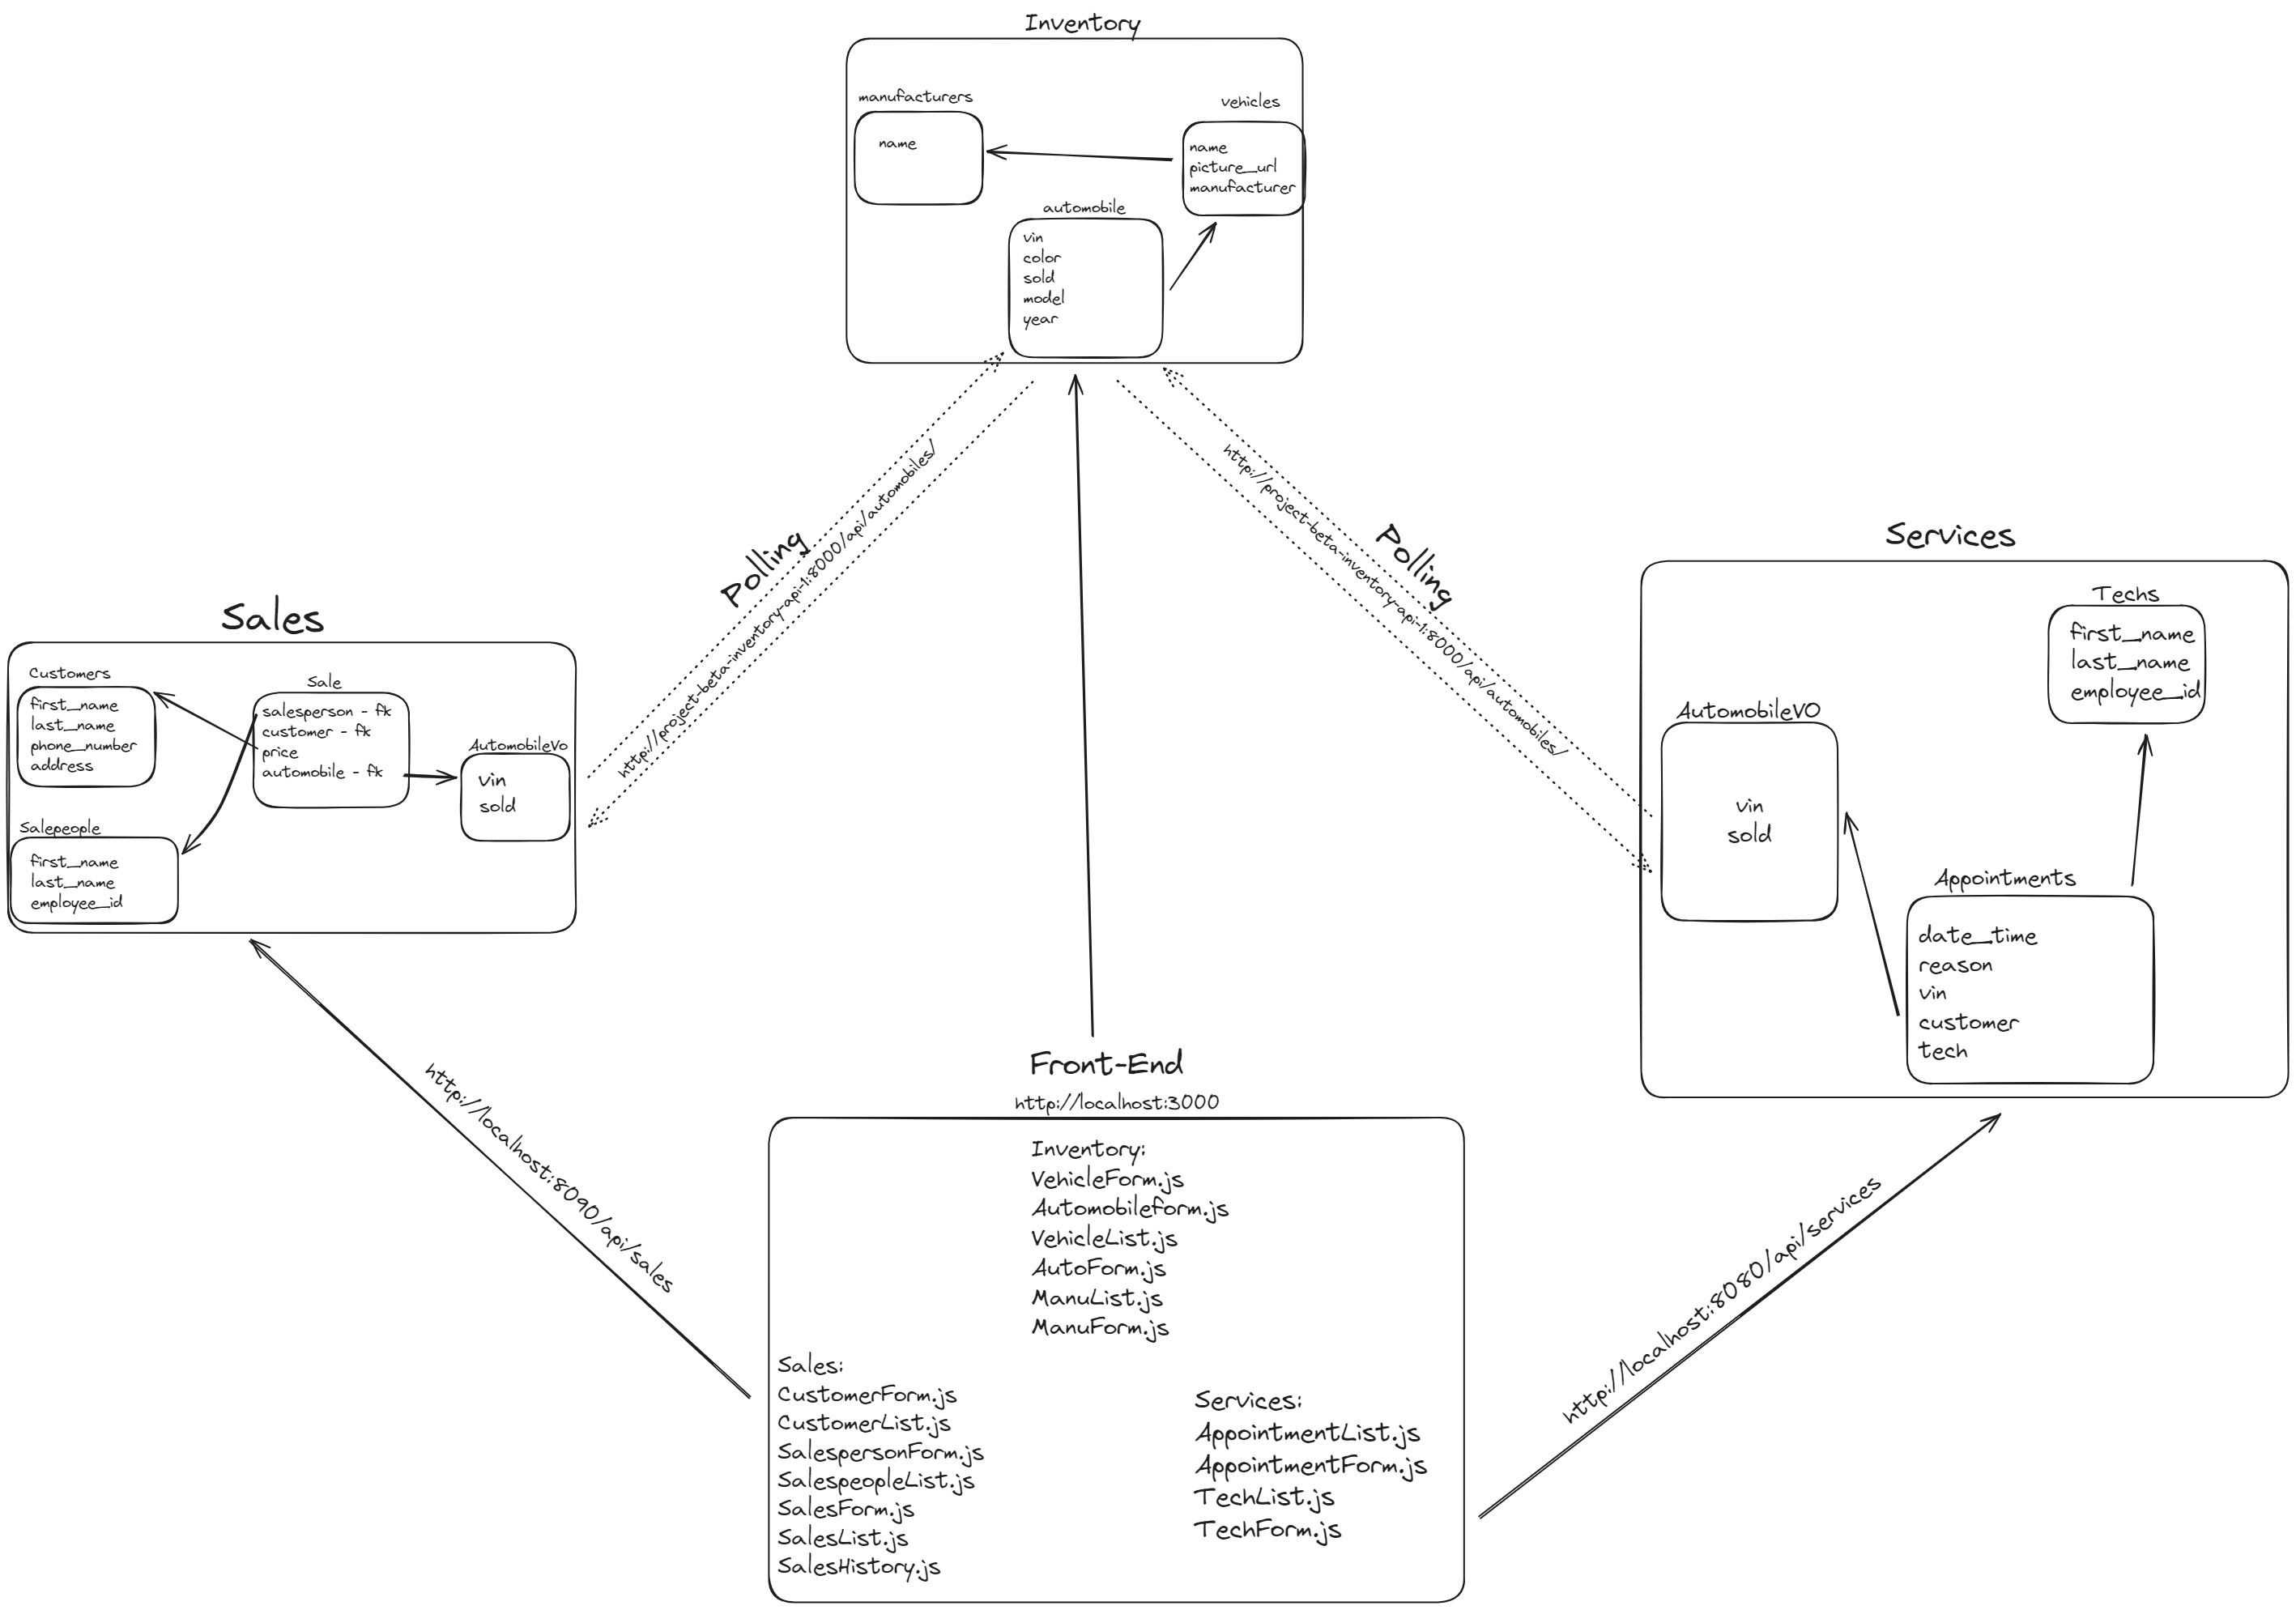 Inventory
manufacturers
name
vehicles
name
picture_url
manufacturer
automobile
vin
color
sold
model
year
Polling
http://project-beta-inventory-api-1:8000/api/automobiles/
Polling
http://project-beta-inventory-api-1:8000/api/automobiles/
Sales
Customers
first_name
last_name
phone_number
address
Sale
salesperson - fk
customer - fk
price
automobile - fk
AutomobileVo
vin
sold
Salepeople
first_name
last_name
employee_id
Services
Techs
first_name
last_name
employee_id
AutomobileVO
vin
sold
Appointments
date_time
reason
vin
customer
tech
http://localhost:8090/api/sales
http://localhost:8080/api/services
Front-End
http://localhost:3000
Inventory:
VehicleForm.js
Automobileform.js
VehicleList.js
AutoForm.js
ManuList.js
ManuForm.js
Sales:
CustomerForm.js
CustomerList.js
SalespersonForm.js
SalespeopleList.js
SalesForm.js
SalesList.js
SalesHistory.js
Services:
AppointmentList.js
AppointmentForm.js
TechList.js
TechForm.js